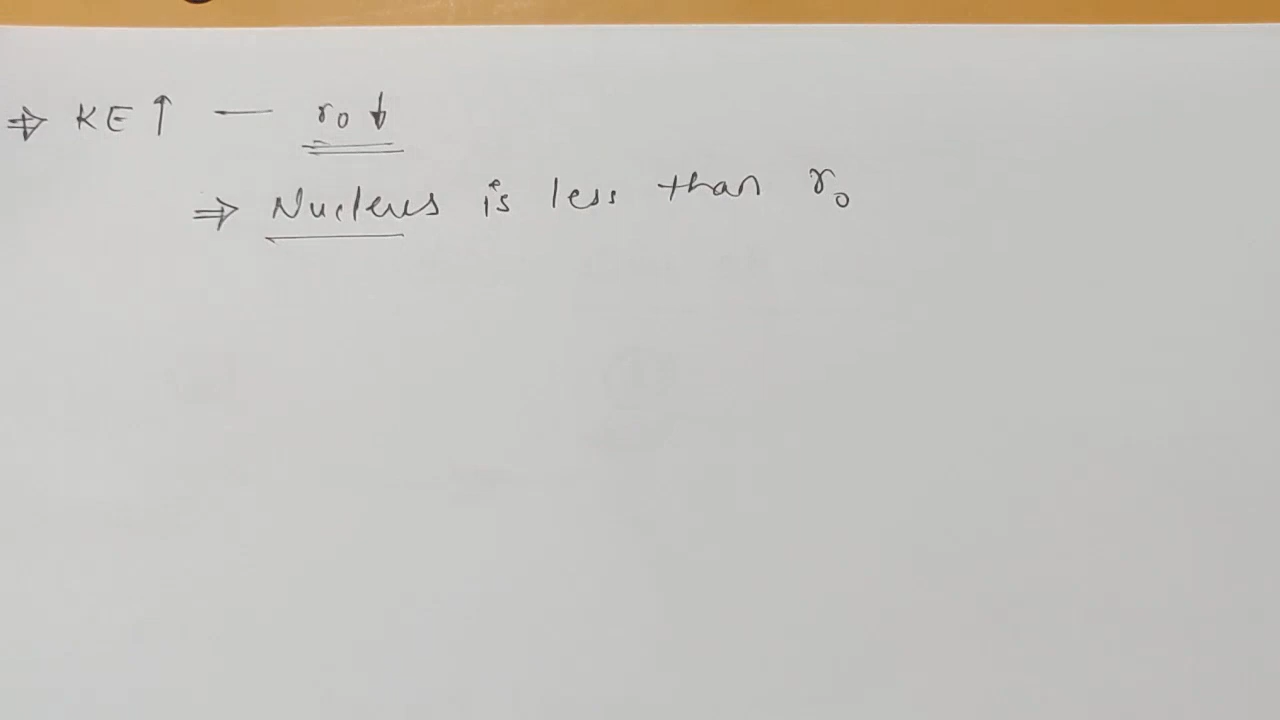 ⇒ KE ↑ — r₀ ↓
⇒ Nucleus is less than r₀